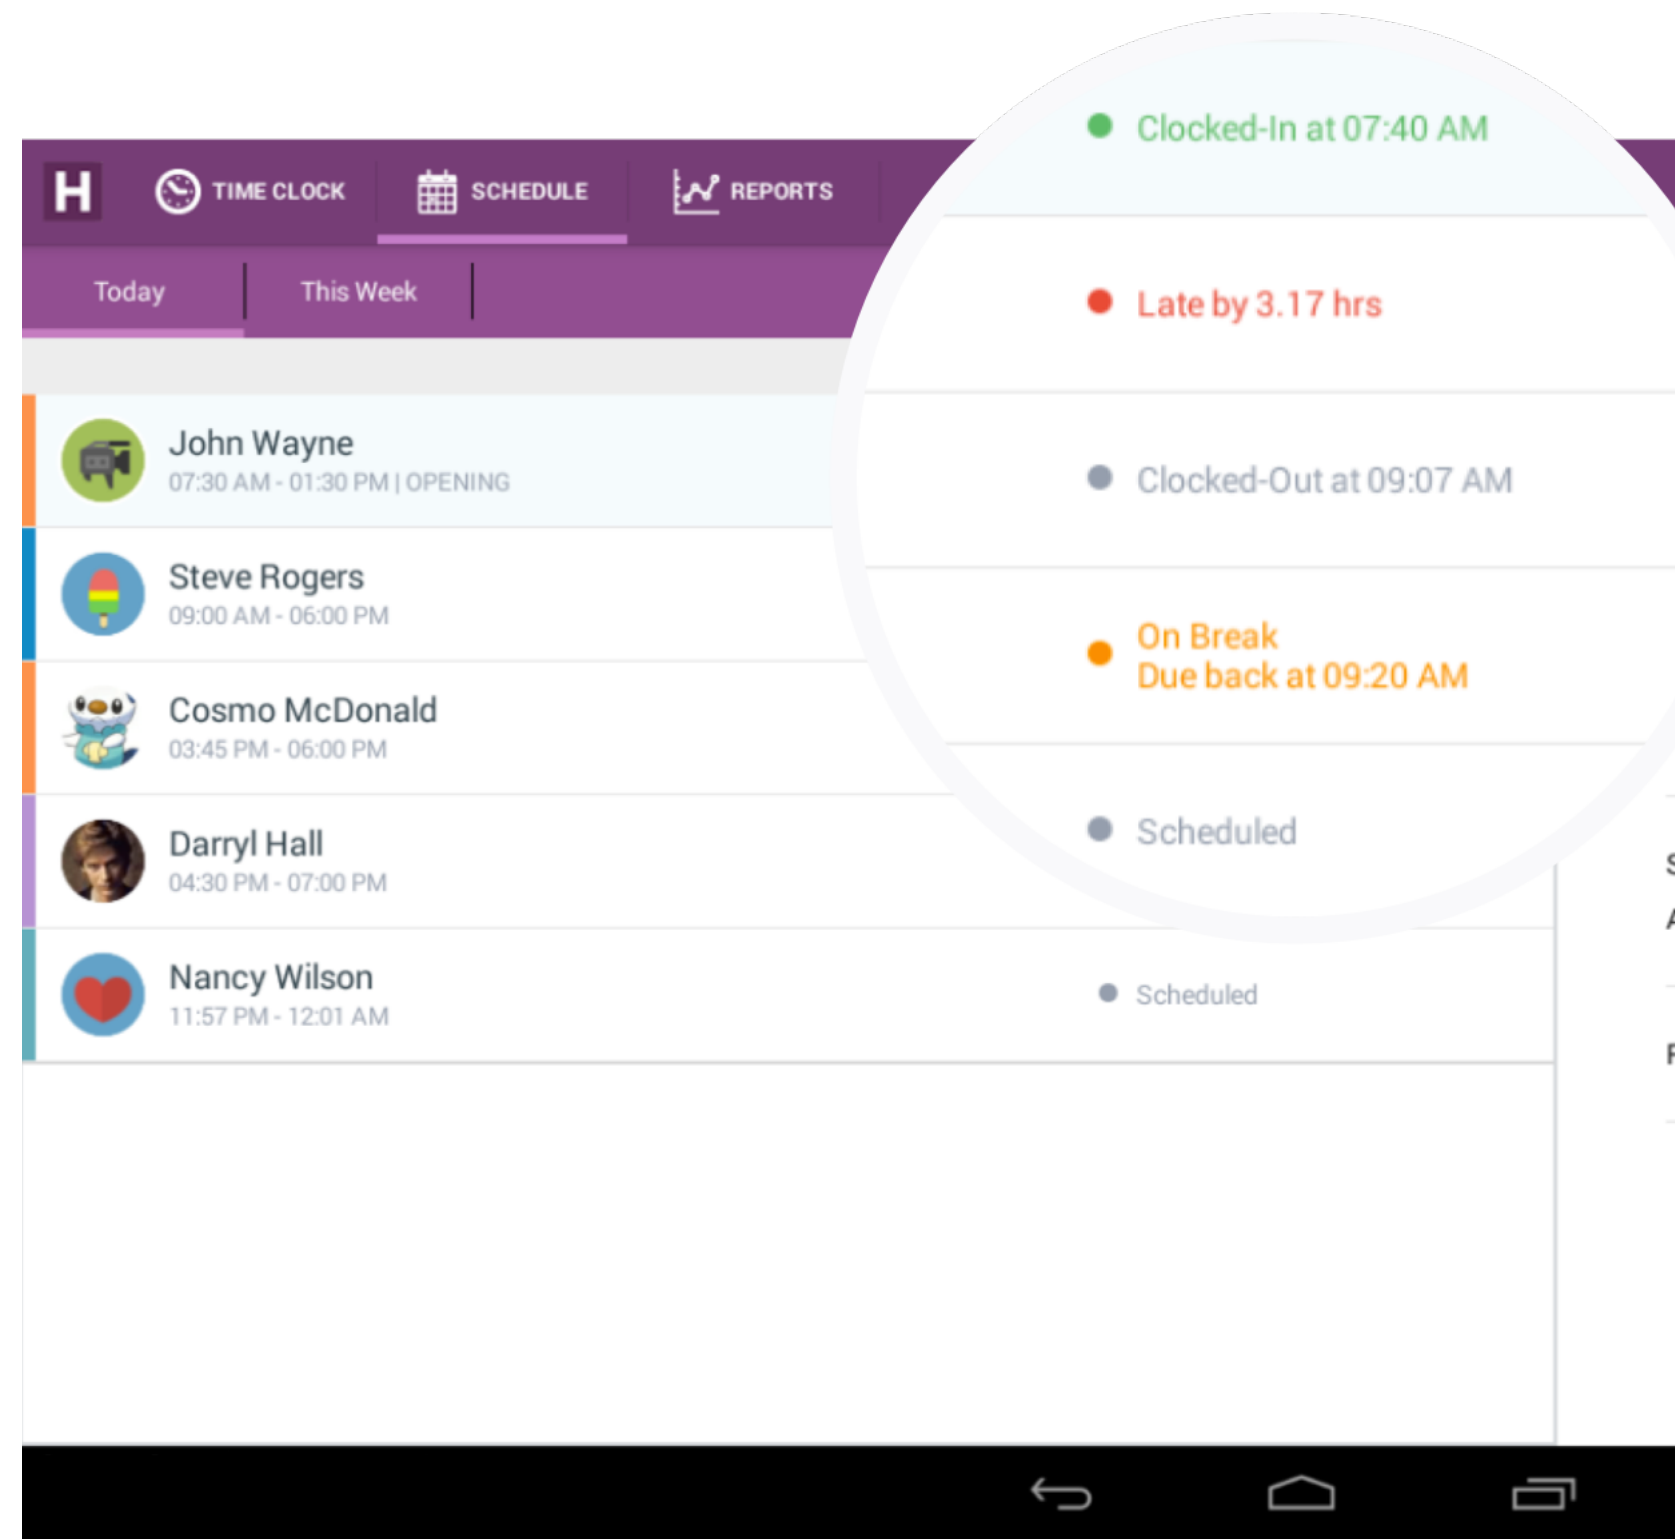 H
TIME CLOCK
SCHEDULE
REPORTS
Today
This Week
Clocked-In at 07:40 AM
Late by 3.17 hrs
Clocked-Out at 09:07 AM
On Break
Due back at 09:20 AM
Scheduled
John Wayne
07:30 AM - 01:30 PM | OPENING
Steve Rogers
09:00 AM - 06:00 PM
Cosmo McDonald
03:45 PM - 06:00 PM
Darryl Hall
04:30 PM - 07:00 PM
Nancy Wilson
11:57 PM - 12:01 AM
Scheduled